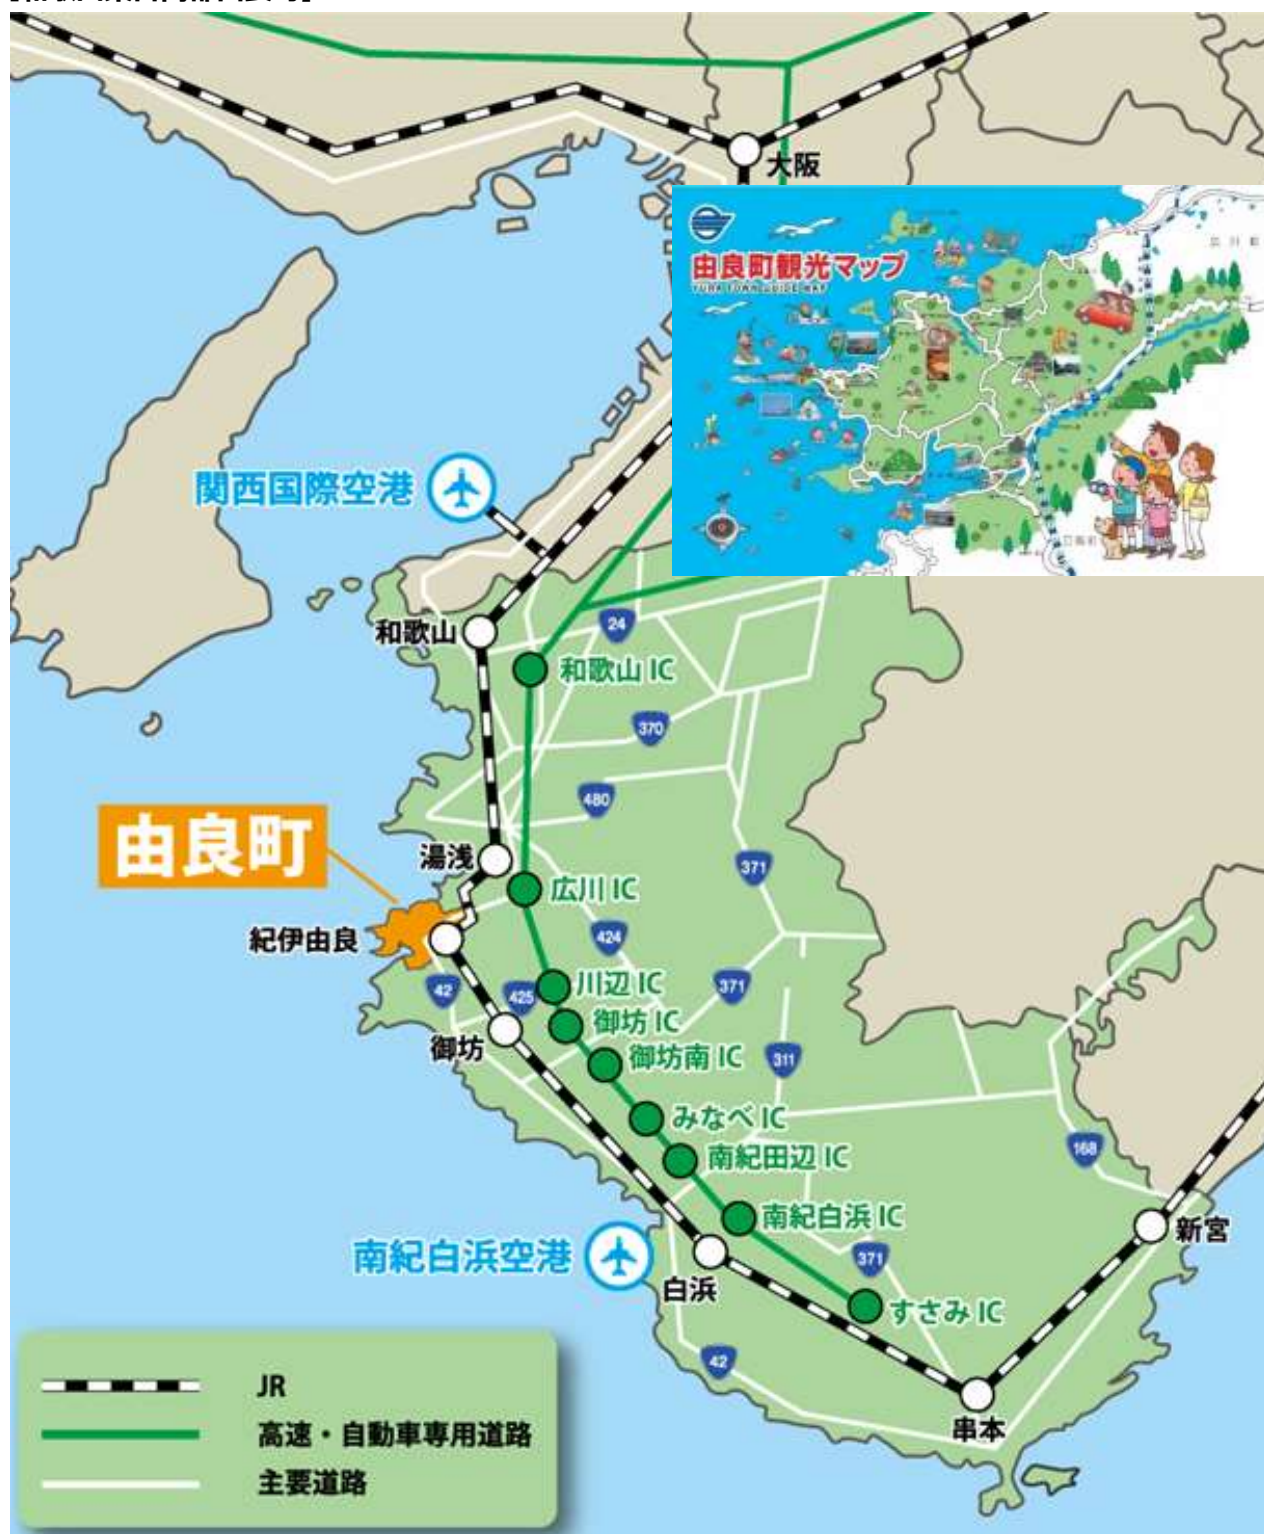 大阪
由良町観光マップ
YURA TOWN GUIDE MAP
関西国際空港
和歌山
24
和歌山 IC
370
480
由良町
湯浅
371
広川 IC
紀伊由良
424
42
425
川辺 IC
371
御坊
御坊 IC
御坊南 IC
311
みなべ IC
南紀田辺 IC
168
南紀白浜 IC
新宮
南紀白浜空港
371
白浜
すさみ IC
42
串本
JR
高速・自動車専用道路
主要道路